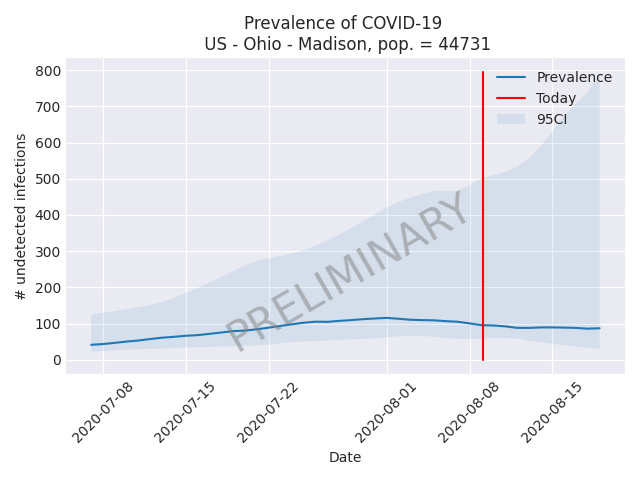 Prevalence of COVID-19
US - Ohio - Madison, pop. = 44731
# undetected infections
800
700
600
500
400
300
200
100
0
Prevalence
Today
95CI
PRELIMINARY
2020-07-08
2020-07-15
2020-07-22
2020-08-01
2020-08-08
2020-08-15
Date